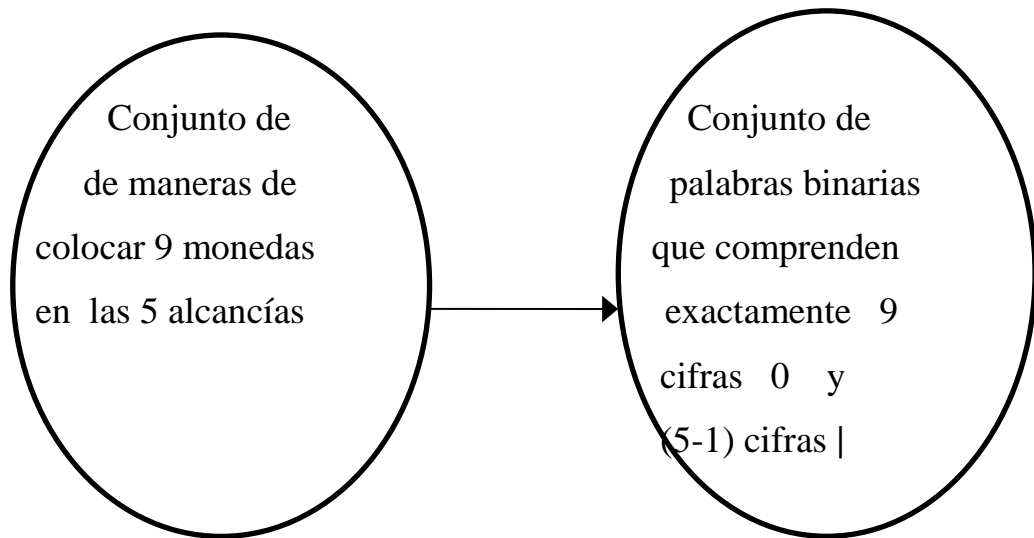 Conjunto de
de maneras de
colocar 9 monedas
en las 5 alcancías
Conjunto de
palabras binarias
que comprenden
exactamente 9
cifras 0 y
(5-1) cifras |